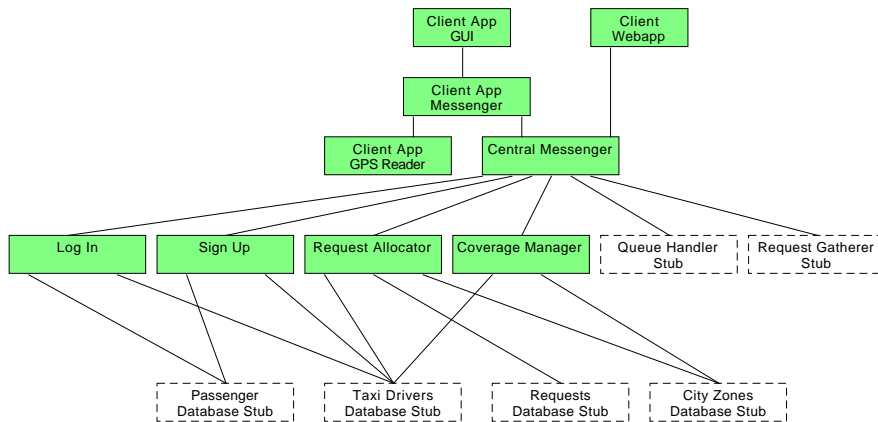 Client App
GUI
Client
Webapp
Client App
Messenger
Client App
GPS Reader
Central Messenger
Log In
Sign Up
Request Allocator
Coverage Manager
Queue Handler
Stub
Request Gatherer
Stub
Passenger
Database Stub
Taxi Drivers
Database Stub
Requests
Database Stub
City Zones
Database Stub